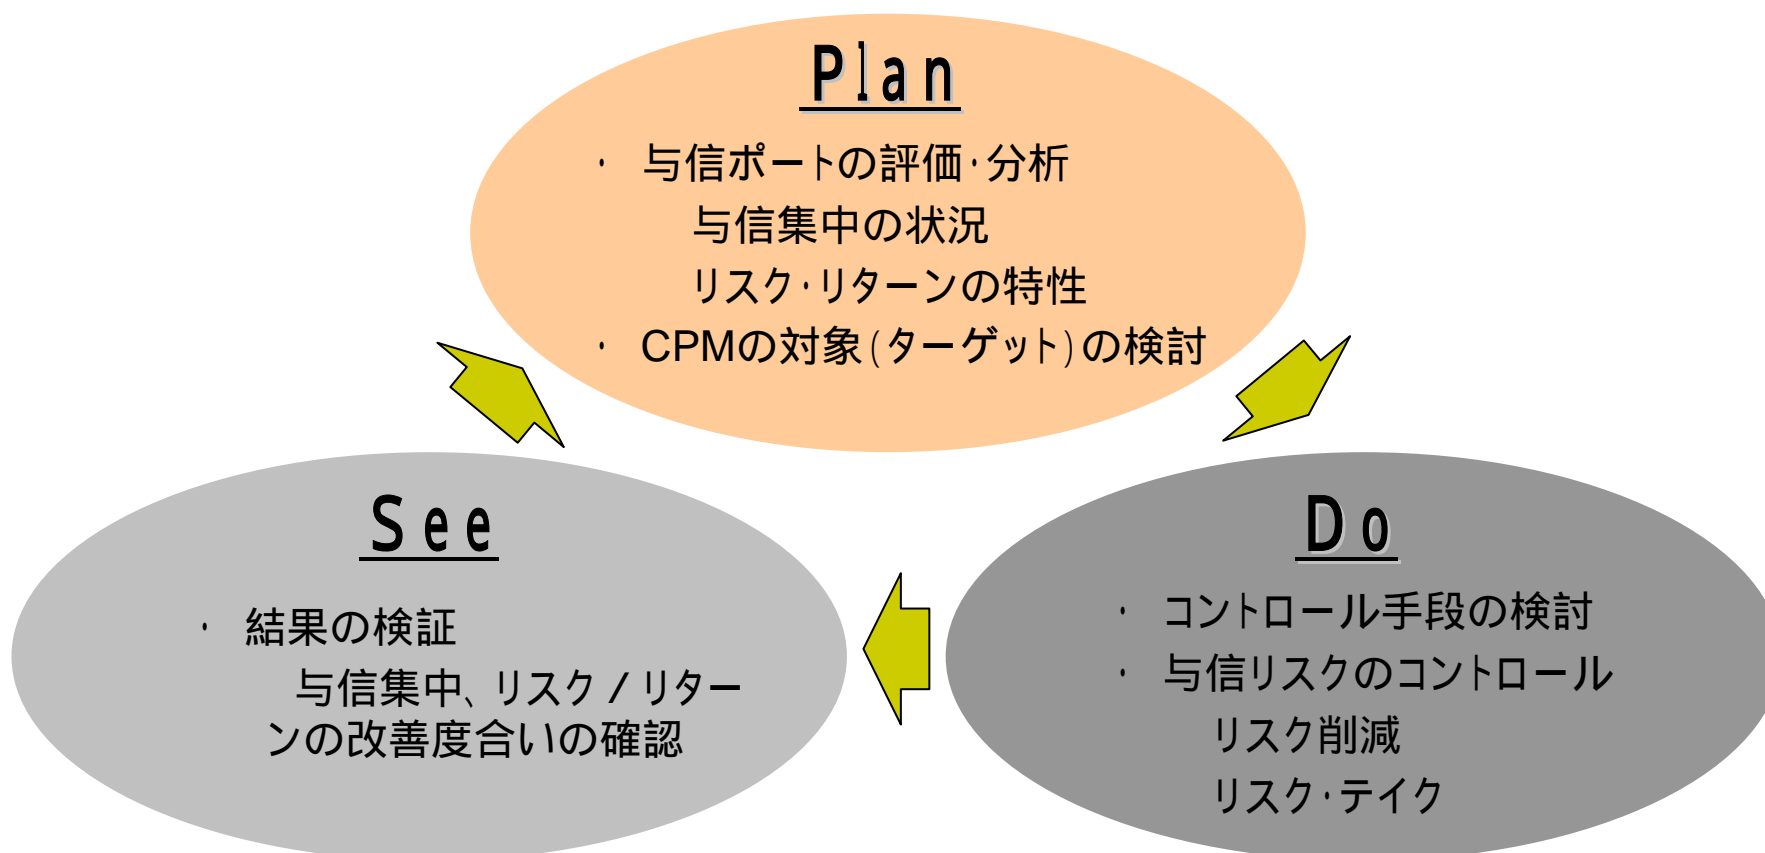 Plan
・ 与信ポートの評価・分析
与信集中の状況
リスク・リターンの特性
・ CPMの対象(ターゲット)の検討
See
・ 結果の検証
与信集中、リスク／リター
ンの改善度合いの確認
Do
・ コントロール手段の検討
・ 与信リスクのコントロール
リスク削減
リスク・テイク